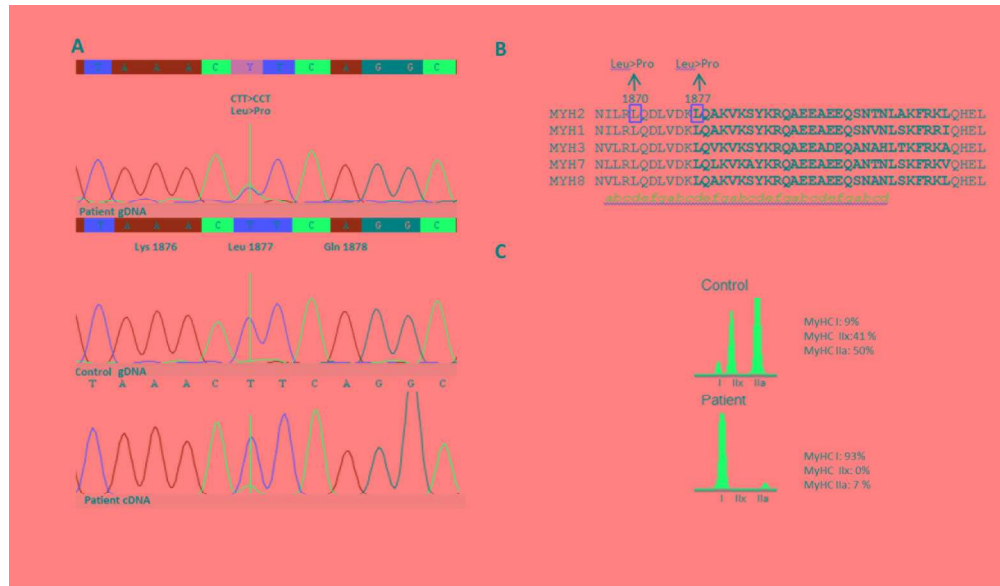 A
T A A A C Y T C A G G C
CTT>CCT
Leu>Pro
Patient gDNA
T A A A C T T C A G G C
Lys 1876 Leu 1877 Gln 1878
Control gDNA
T A A A C T T C A G G C
Patient cDNA
B
Leu>Pro Leu>Pro
1870 1877
MYH2 NILRLQDLVDKLQAKVKSYKRQAEEAEEQSNTNLAKFRKLQHEL
MYH1 NILRLQDLVDKLQAKVKSYKRQAEEAEEQSNVNLSKFRRIQHEL
MYH3 NVLRLQDLVDKLQVKVKSYKRQAEEADEQANAHLTKFRKAQHEL
MYH7 NLLRLQDLVDKLQLKVKAYKRQAEEAEEQANTNLSKFRKVQHEL
MYH8 NVLRLQDLVDKLQAKVKSYKRQAEEAEEQSNANLSKFRKLQHEL
C
Control
MyHC I: 9%
MyHC IIx:41 %
MyHC IIa: 50%
I IIx IIa
Patient
MyHC I: 93%
MyHC IIx: 0%
MyHC IIa: 7 %
I IIx IIa